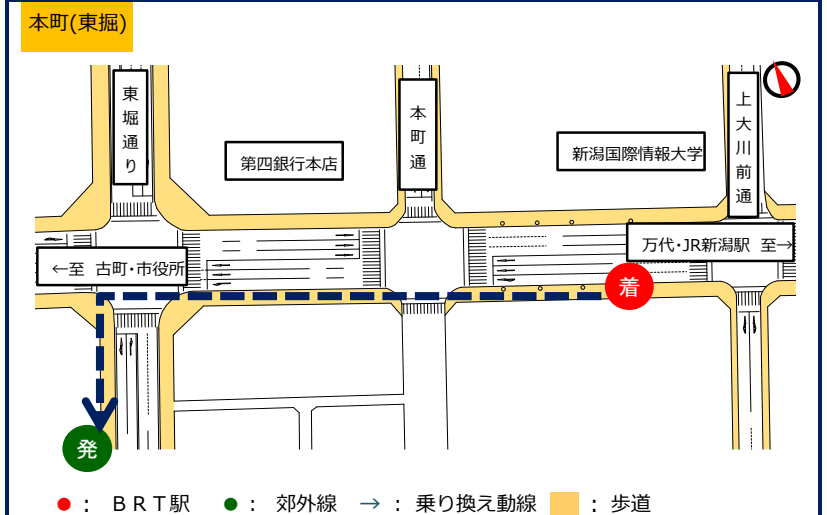 本町(東掘)
東堀通り
本町通
上大川前通
第四銀行本店
新潟国際情報大学
←至 古町・市役所
万代・JR新潟駅 至→
着
発
●： ＢＲＴ駅 ●： 郊外線 →：乗り換え動線 ：歩道